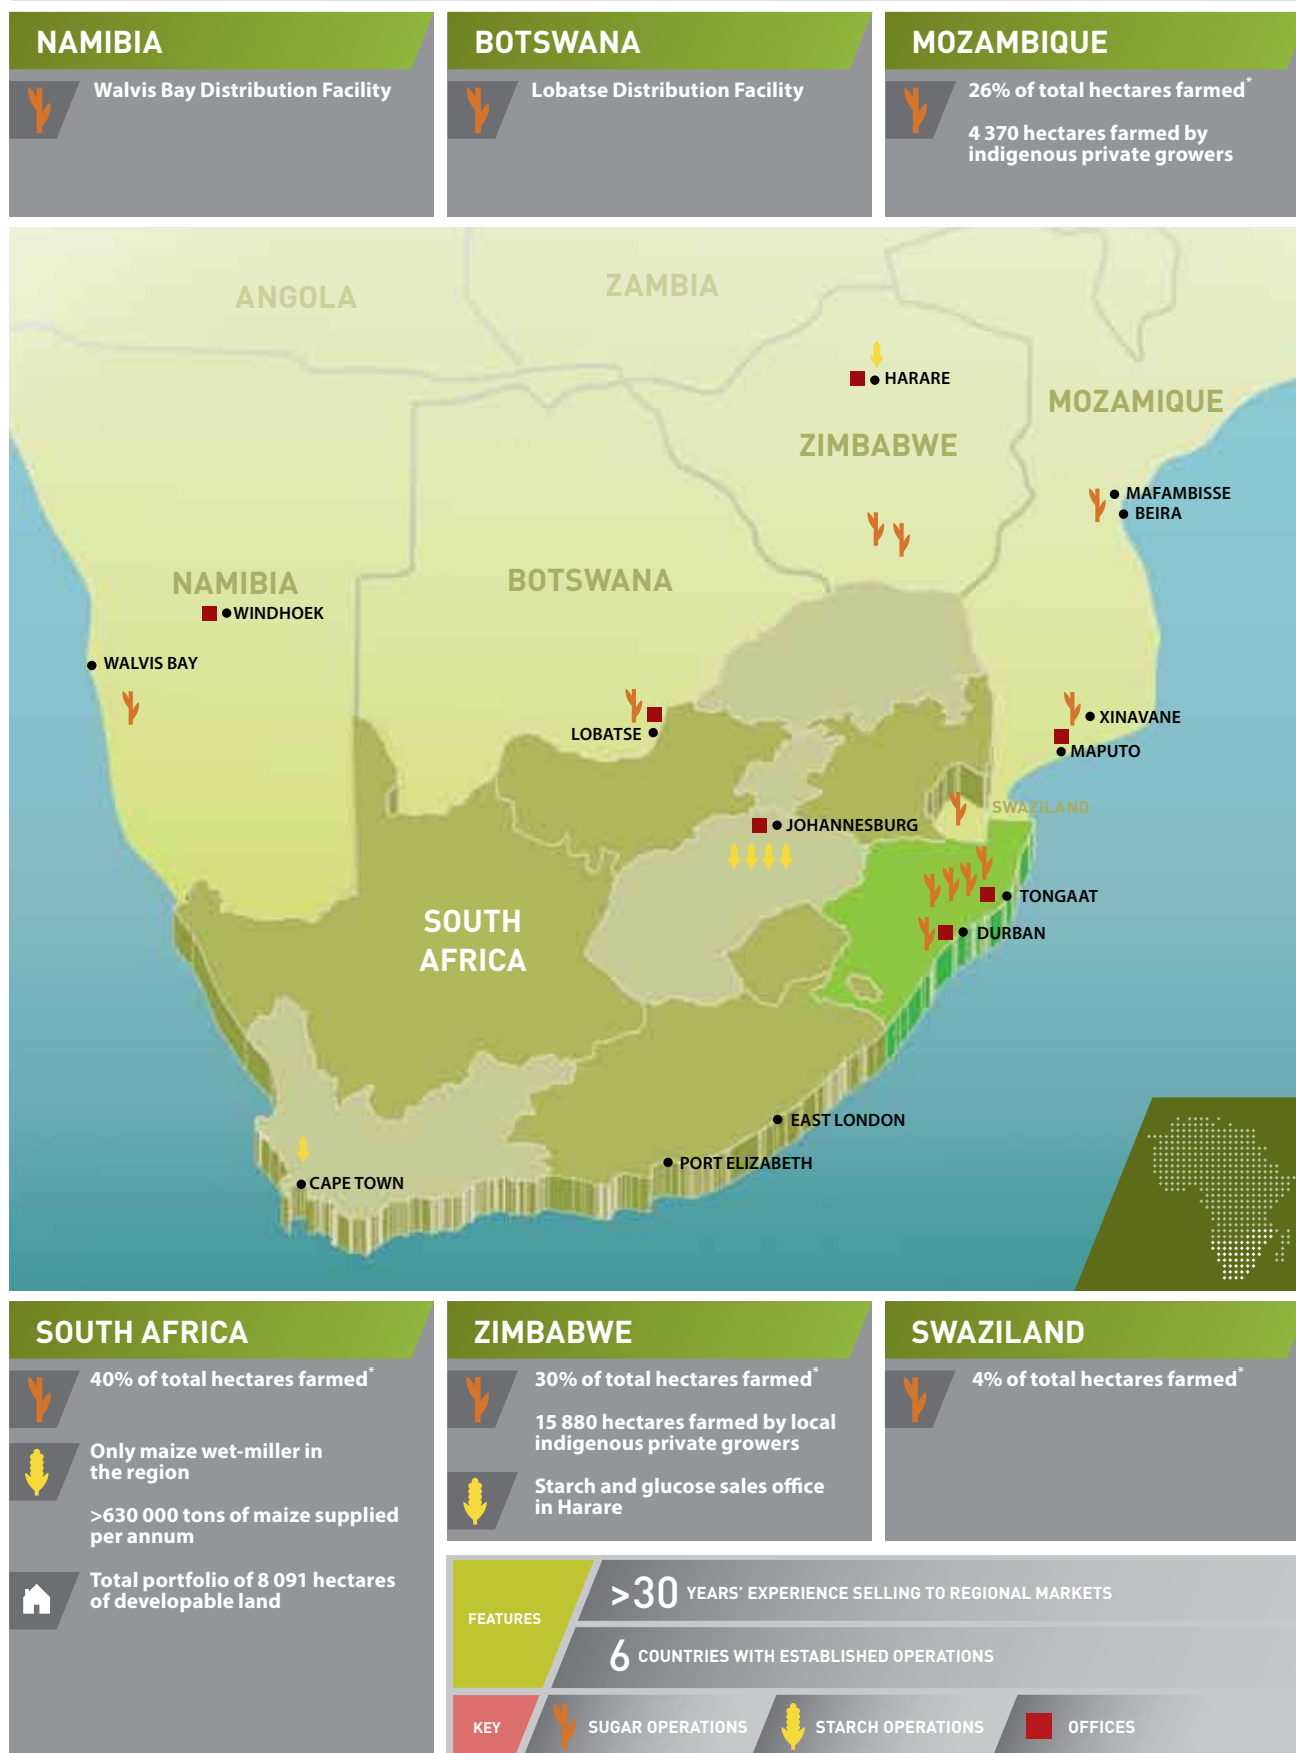 NAMIBIA
Walvis Bay Distribution Facility
BOTSWANA
Lobatse Distribution Facility
MOZAMBIQUE
26% of total hectares farmed*
4 370 hectares farmed by
indigenous private growers
ANGOLA
ZAMBIA
HARARE
MOZAMIQUE
ZIMBABWE
MAFAMBISSE
BEIRA
NAMIBIA
BOTSWANA
WINDHOEK
WALVIS BAY
LOBATSE
XINAVANE
MAPUTO
SWAZILAND
JOHANNESBURG
TONGAAT
SOUTH
AFRICA
DURBAN
EAST LONDON
PORT ELIZABETH
CAPE TOWN
SOUTH AFRICA
40% of total hectares farmed*
Only maize wet-miller in
the region
>630 000 tons of maize supplied
per annum
Total portfolio of 8 091 hectares
of developable land
ZIMBABWE
30% of total hectares farmed*
15 880 hectares farmed by local
indigenous private growers
Starch and glucose sales office
in Harare
SWAZILAND
4% of total hectares farmed*
FEATURES
>30 YEARS' EXPERIENCE SELLING TO REGIONAL MARKETS
6 COUNTRIES WITH ESTABLISHED OPERATIONS
KEY
SUGAR OPERATIONS
STARCH OPERATIONS
OFFICES